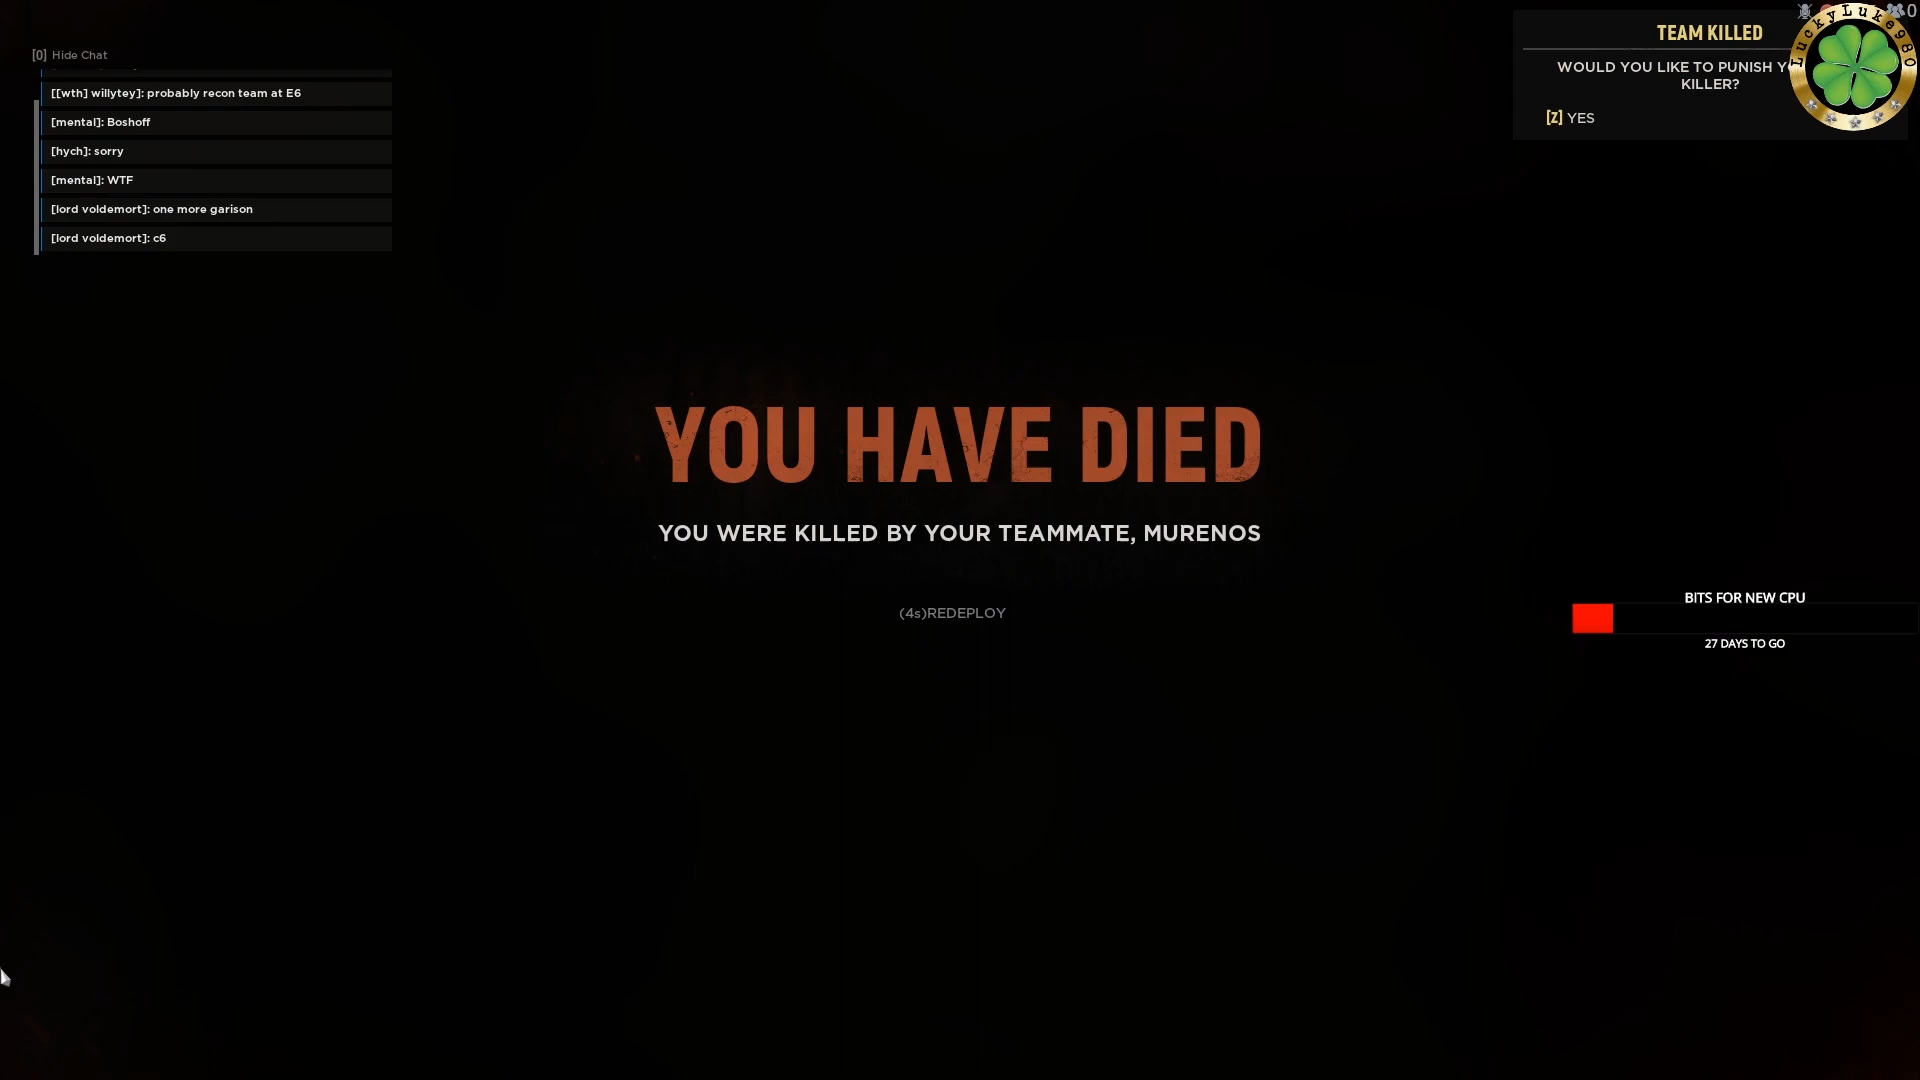 [0] Hide Chat
[[wth] willytey]: probably recon team at E6
[mental]: Boshoff
[hych]: sorry
[mental]: WTF
[lord voldemort]: one more garison
[lord voldemort]: c6
TEAM KILLED
WOULD YOU LIKE TO PUNISH
KILLER?
[Z] YES
LuckyLuke980
0
YOU HAVE DIED
YOU WERE KILLED BY YOUR TEAMMATE, MURENOS
(4s)REDEPLOY
BITS FOR NEW CPU
27 DAYS TO GO